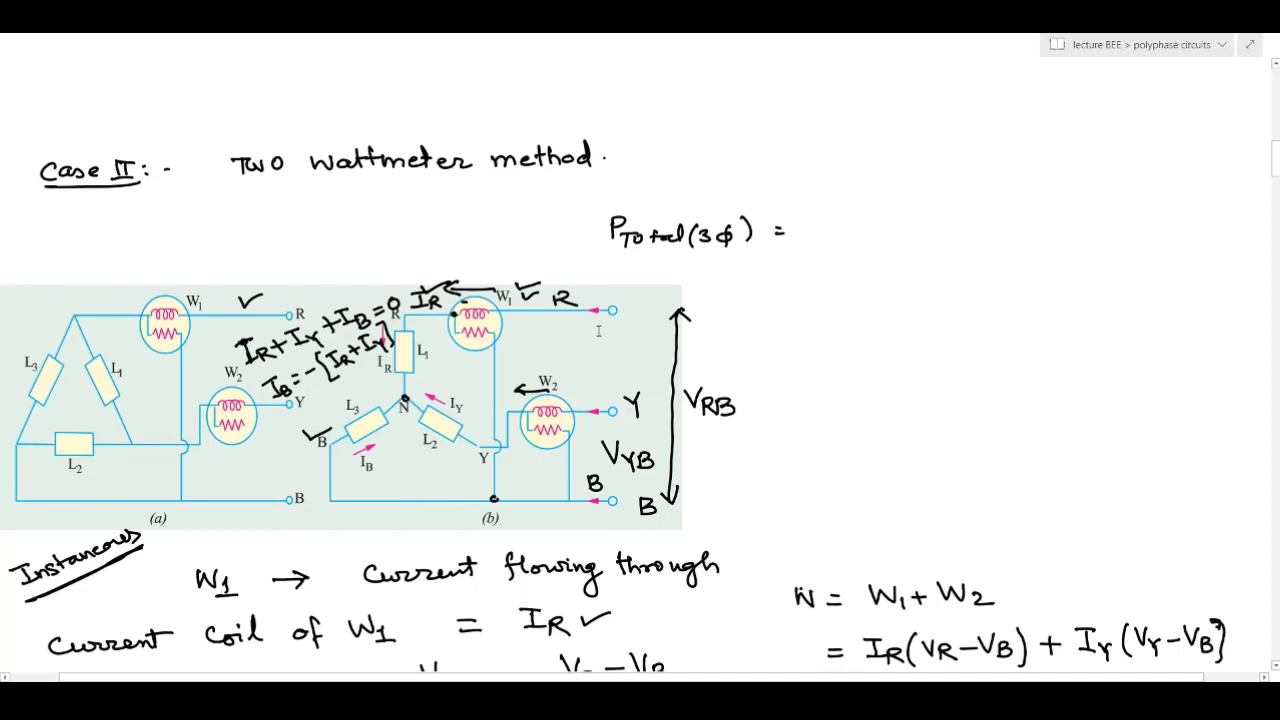 lecture BEE > polyphase circuits
Case II :- Two wattmeter method.
PTotal(3ϕ) =
W1 R
IR+IY+IB=0
IB=-[IR+IY]
L3 L1
W2
Y
L2
B
(a)
IR W1 R
R
IR L1
W2
N IY Y
L3
B L2 VRB
IB Y VYB
B
B
(b)
Instaneous
W1 → Current flowing through
Current coil of W1 = IR ✓
W = W1 + W2
= IR(VR-VB) + IY(VY-VB)